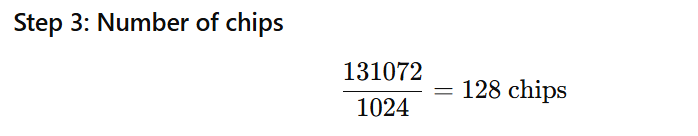 Step 3: Number of chips
131072
1024
= 128 chips